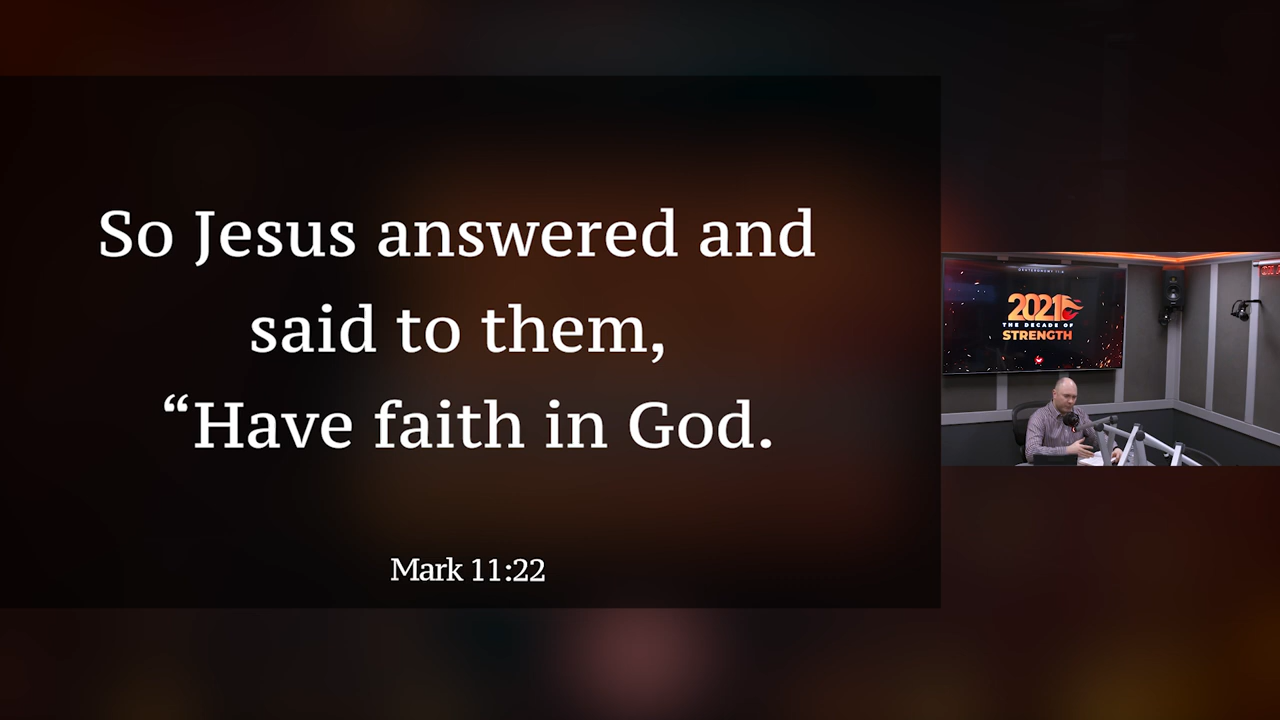 So Jesus answered and
said to them,
“Have faith in God.
Mark 11:22
2021
THE DECADE OF
STRENGTH